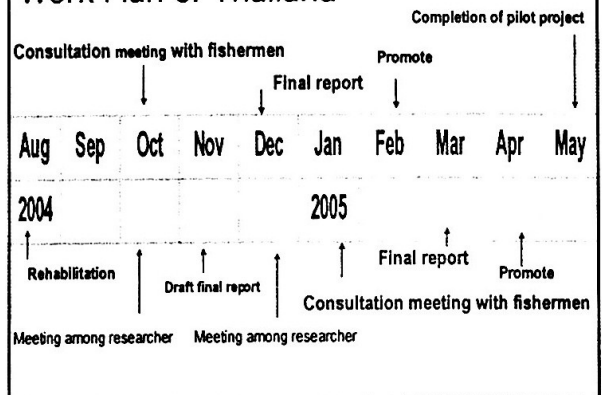 Work Plan of Thailand
Completion of pilot project
Consultation meeting with fishermen
Promote
Final report
Aug Sep Oct Nov Dec Jan Feb Mar Apr May
2004 2005
Final report
Rehabilitation
Promote
Draft final report
Consultation meeting with fishermen
Meeting among researcher Meeting among researcher